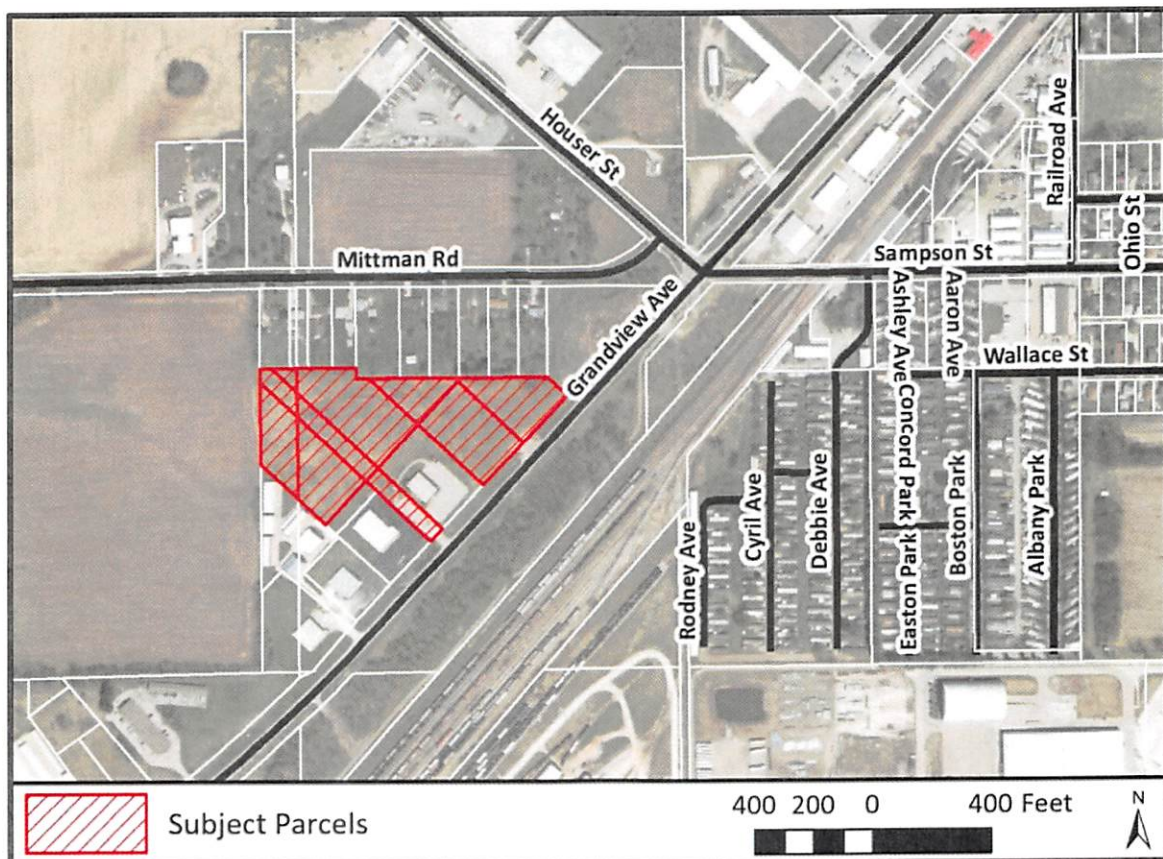 Houser St
Railroad Ave
Mittman Rd
Sampson St
Ohio St
Grandview Ave
Ashley Ave
Aaron Ave
Wallace St
Concord Park
Rodney Ave
Cyril Ave
Debbie Ave
Easton Park
Boston Park
Albany Park
Subject Parcels
400 200 0 400 Feet
N